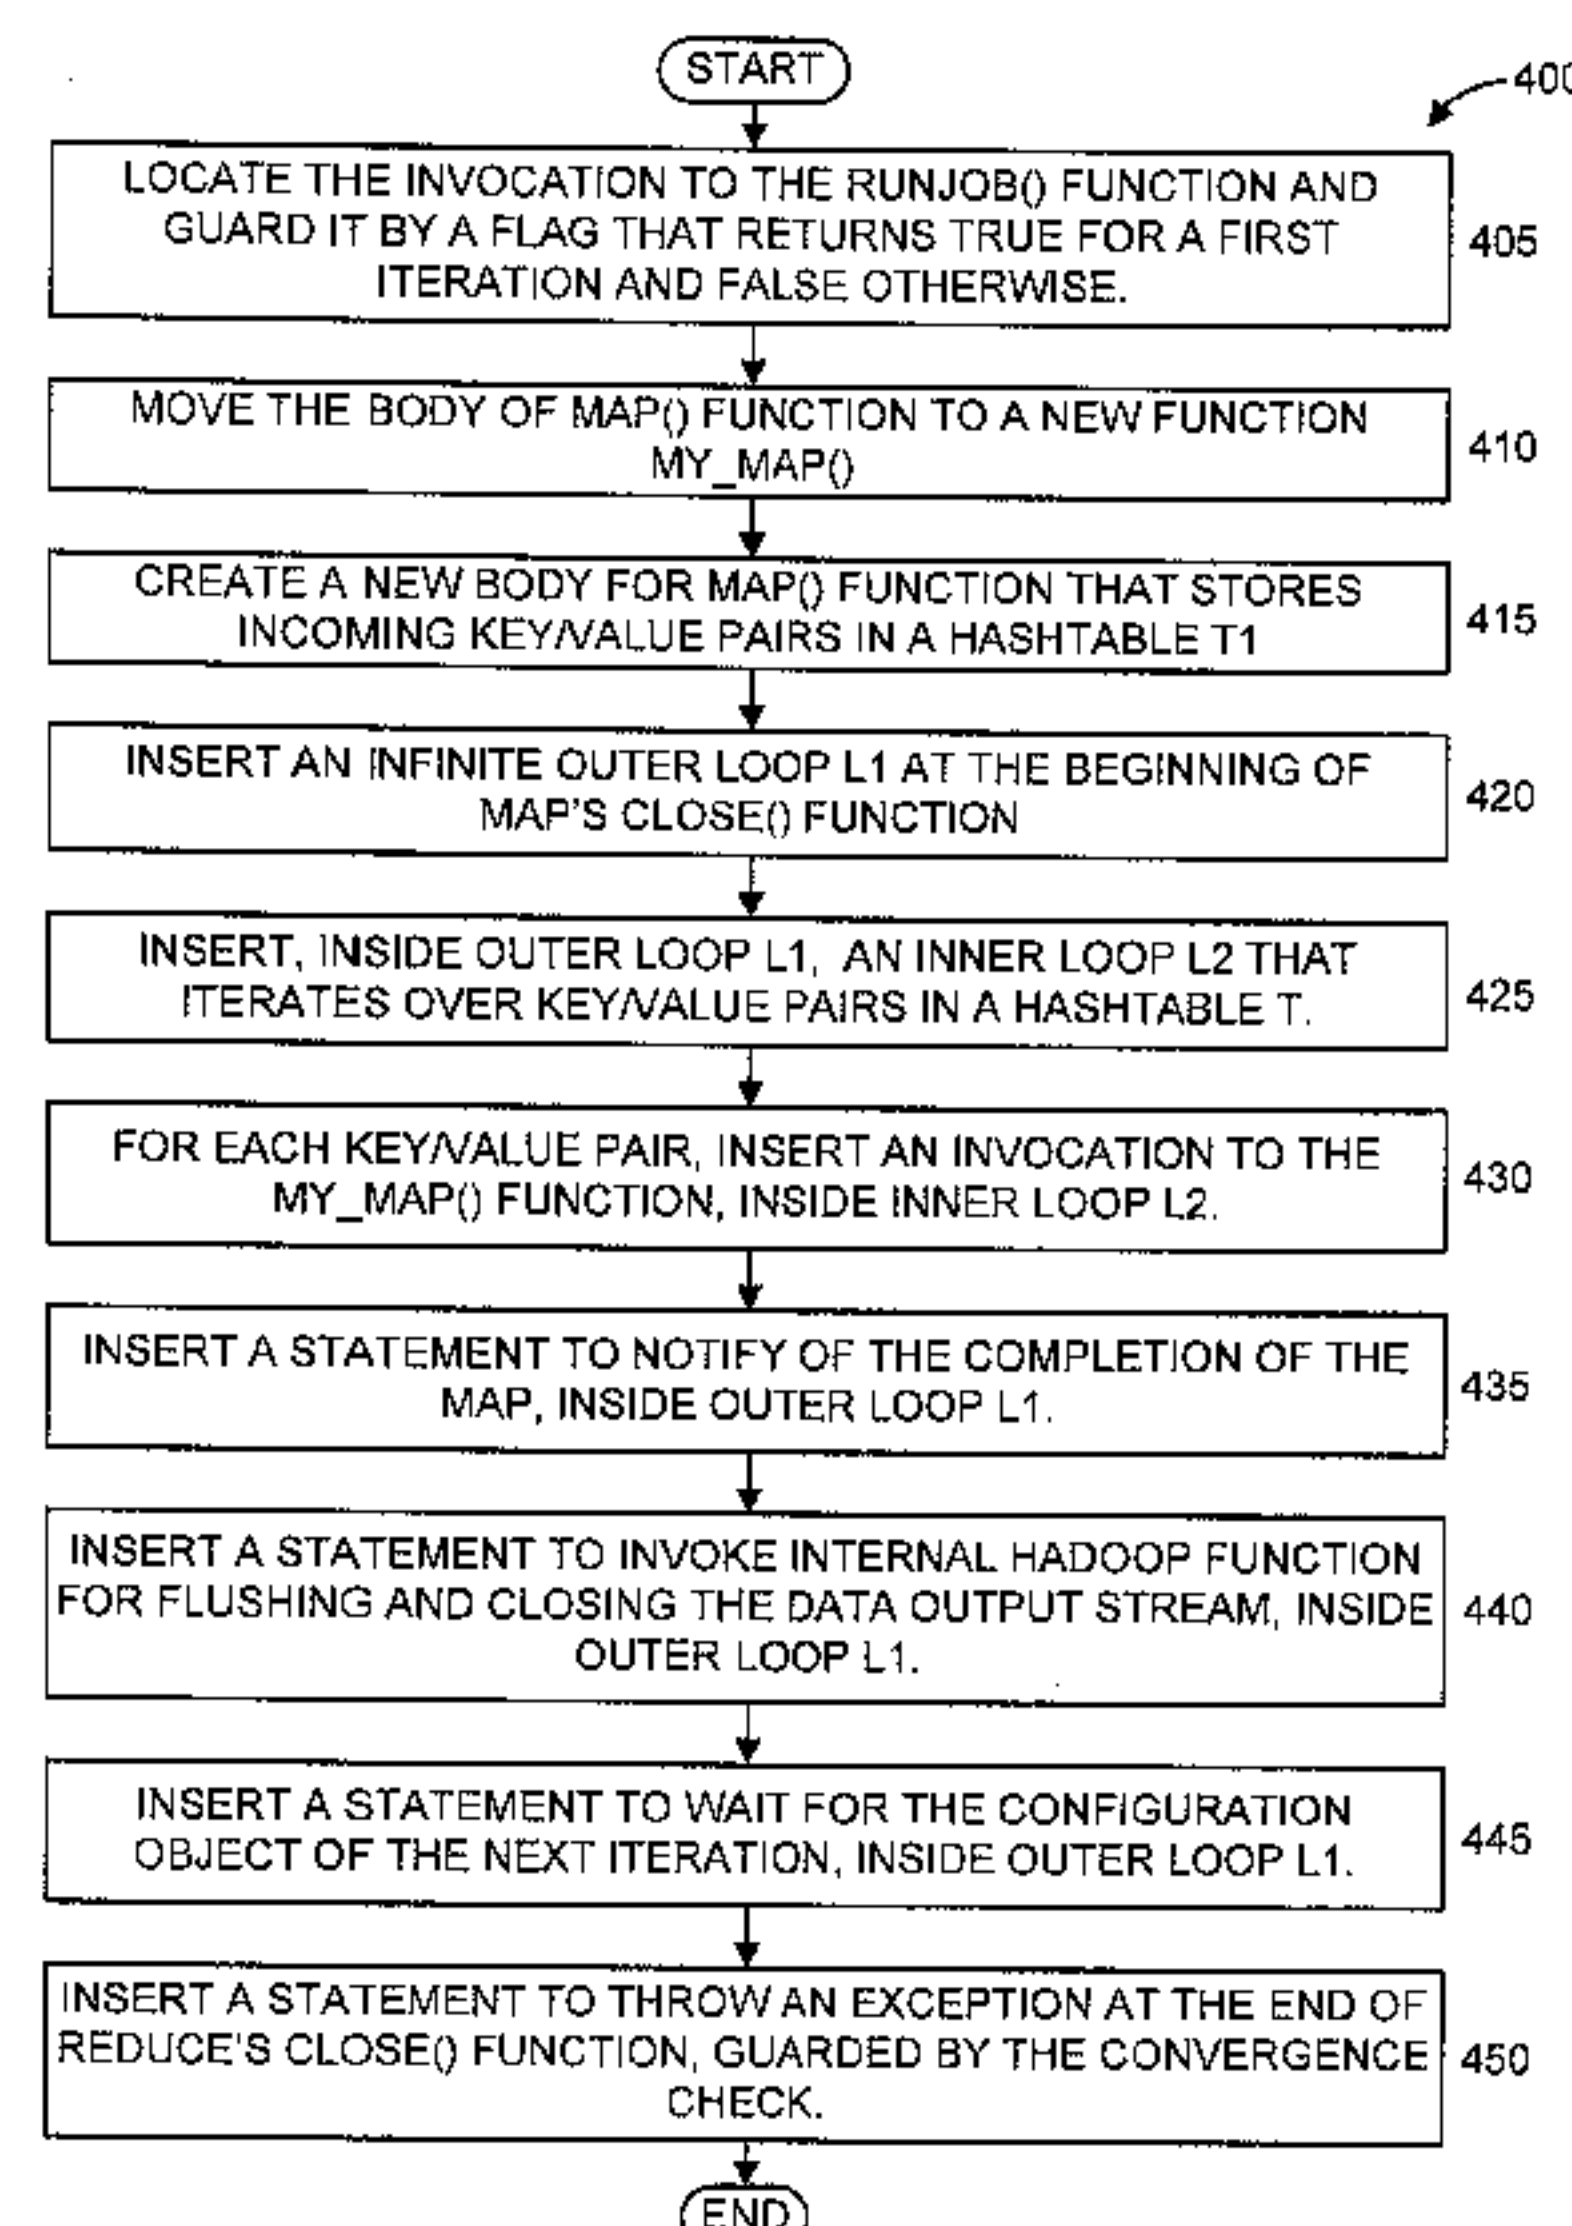 START
400
LOCATE THE INVOCATION TO THE RUNJOB() FUNCTION AND
GUARD IT BY A FLAG THAT RETURNS TRUE FOR A FIRST
ITERATION AND FALSE OTHERWISE.
405
MOVE THE BODY OF MAP() FUNCTION TO A NEW FUNCTION
MY_MAP()
410
CREATE A NEW BODY FOR MAP() FUNCTION THAT STORES
INCOMING KEY/VALUE PAIRS IN A HASHTABLE T1
415
INSERT AN INFINITE OUTER LOOP L1 AT THE BEGINNING OF
MAP'S CLOSE() FUNCTION
420
INSERT, INSIDE OUTER LOOP L1, AN INNER LOOP L2 THAT
ITERATES OVER KEY/VALUE PAIRS IN A HASHTABLE T.
425
FOR EACH KEY/VALUE PAIR, INSERT AN INVOCATION TO THE
MY_MAP() FUNCTION, INSIDE INNER LOOP L2.
430
INSERT A STATEMENT TO NOTIFY OF THE COMPLETION OF THE
MAP, INSIDE OUTER LOOP L1.
435
INSERT A STATEMENT TO INVOKE INTERNAL HADOOP FUNCTION
FOR FLUSHING AND CLOSING THE DATA OUTPUT STREAM, INSIDE
OUTER LOOP L1.
440
INSERT A STATEMENT TO WAIT FOR THE CONFIGURATION
OBJECT OF THE NEXT ITERATION, INSIDE OUTER LOOP L1.
445
INSERT A STATEMENT TO THROW AN EXCEPTION AT THE END OF
REDUCE'S CLOSE() FUNCTION, GUARDED BY THE CONVERGENCE
CHECK.
450
END